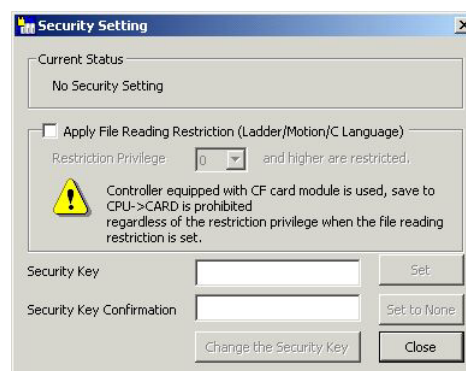 Security Setting
Current Status
No Security Setting
Apply File Reading Restriction (Ladder/Motion/C Language)
Restriction Privilege 0 and higher are restricted.
Controller equipped with CF card module is used, save to
CPU->CARD is prohibited
regardless of the restriction privilege when the file reading
restriction is set.
Security Key Set
Security Key Confirmation Set to None
Change the Security Key Close